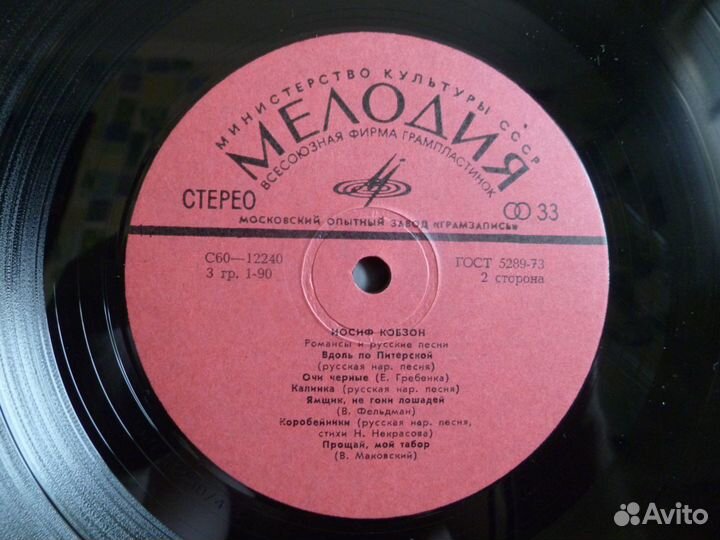 МИНИСТЕРСТВО КУЛЬТУРЫ СССР
МЕЛОДИЯ
ВСЕСОЮЗНАЯ ФИРМА ГРАМПЛАСТИНОК
СТЕРЕО
33
МОСКОВСКИЙ ОПЫТНЫЙ ЗАВОД «ГРАМЗАПИСЬ»
С60—12240
ГОСТ 5289-73
3 гр. 1-90
2 сторона
ИОСИФ КОБЗОН
Романсы и русские песни
Вдоль по Питерской
(русская нар. песня)
Очи черные (Е. Гребенка)
Калинка (русская нар. песня)
Ямщик, не гони лошадей
(В. Фельдман)
Коробейники (русская нар. песня,
стихи Н. Некрасова)
Прощай, мой табор
(В. Маковский)
Avito